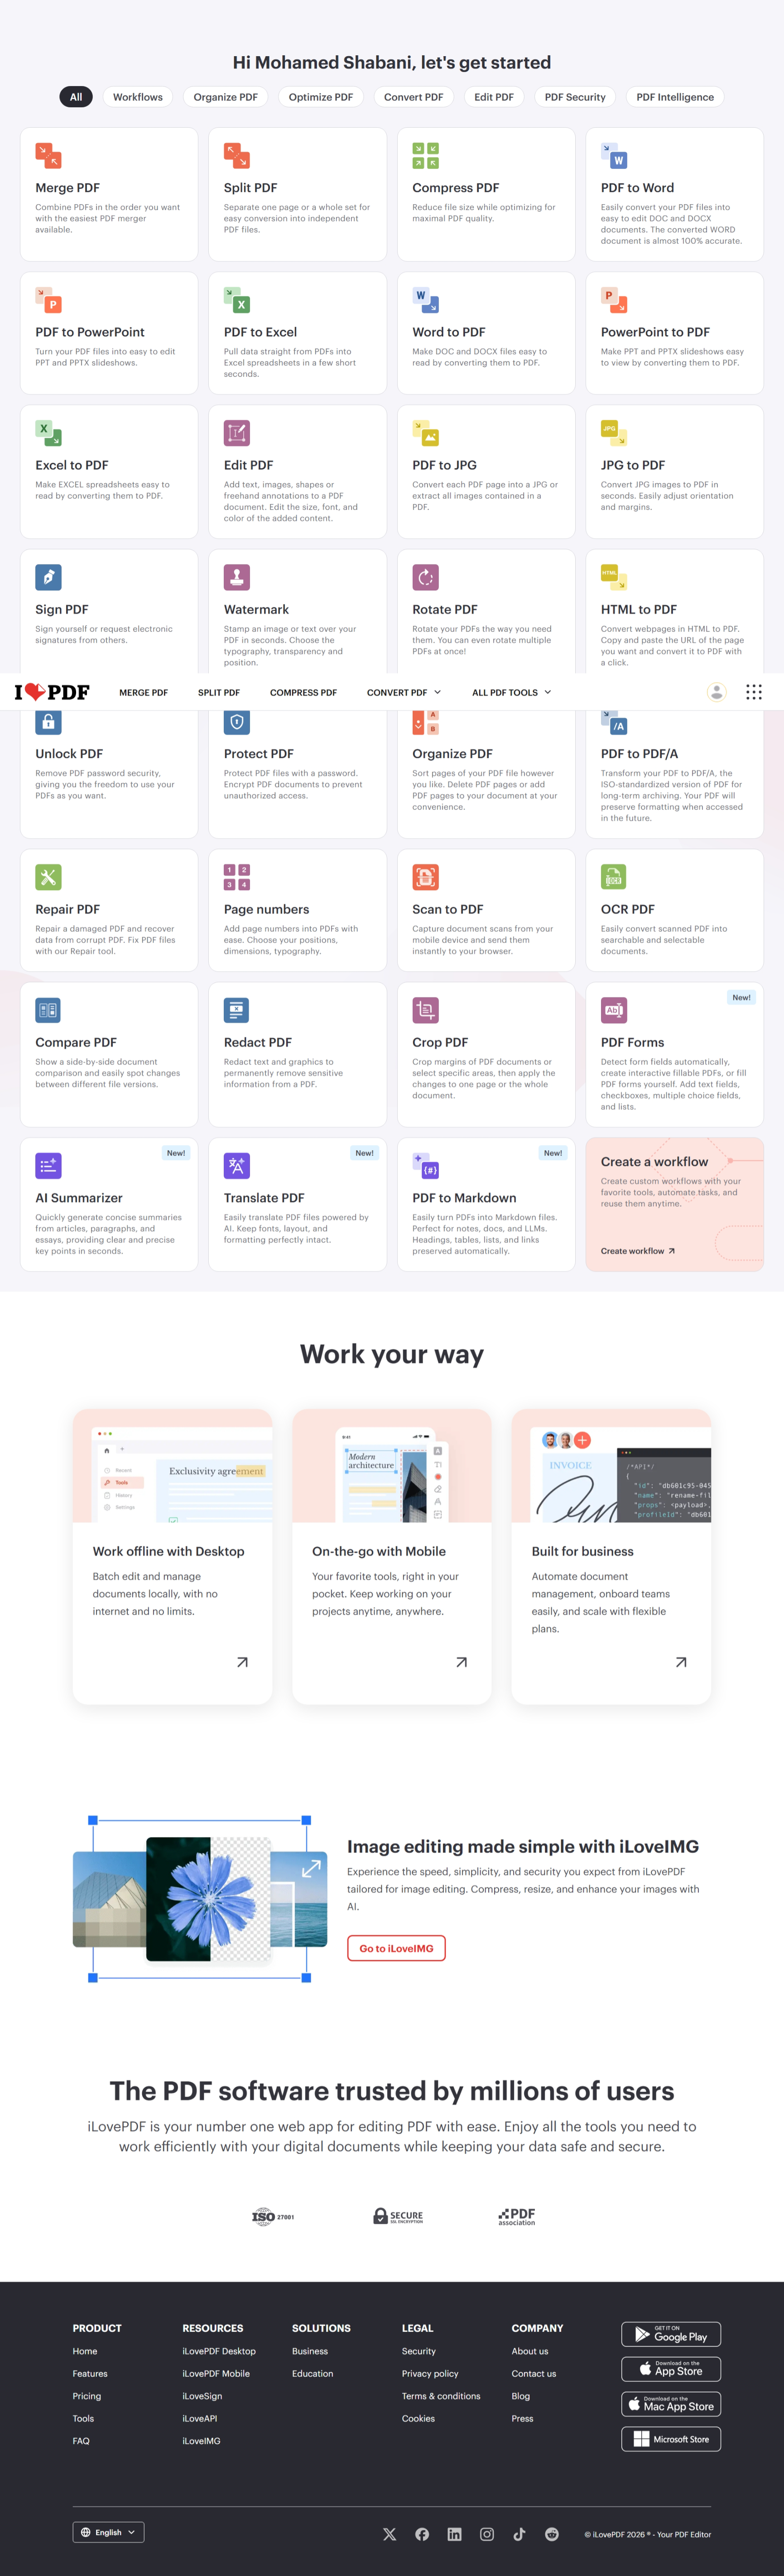 Hi Mohamed Shabani, let's get started
All
Workflows
Organize PDF
Optimize PDF
Convert PDF
Edit PDF
PDF Security
PDF Intelligence
Merge PDF
Combine PDFs in the order you want
with the easiest PDF merger
available.
Split PDF
Separate one page or a whole set for
easy conversion into independent
PDF files.
Compress PDF
Reduce file size while optimizing for
maximal PDF quality.
W
PDF to Word
Easily convert your PDF files into
easy to edit DOC and DOCX
documents. The converted WORD
document is almost 100% accurate.
P
PDF to PowerPoint
Turn your PDF files into easy to edit
PPT and PPTX slideshows.
X
PDF to Excel
Pull data straight from PDFs into
Excel spreadsheets in a few short
seconds.
W
Word to PDF
Make DOC and DOCX files easy to
read by converting them to PDF.
P
PowerPoint to PDF
Make PPT and PPTX slideshows easy
to view by converting them to PDF.
X
Excel to PDF
Make EXCEL spreadsheets easy to
read by converting them to PDF.
Edit PDF
Add text, images, shapes or
freehand annotations to a PDF
document. Edit the size, font, and
color of the added content.
PDF to JPG
Convert each PDF page into a JPG or
extract all images contained in a
PDF.
JPG
JPG to PDF
Convert JPG images to PDF in
seconds. Easily adjust orientation
and margins.
Sign PDF
Sign yourself or request electronic
signatures from others.
Watermark
Stamp an image or text over your
PDF in seconds. Choose the
typography, transparency and
position.
Rotate PDF
Rotate your PDFs the way you need
them. You can even rotate multiple
PDFs at once!
HTML
HTML to PDF
Convert webpages in HTML to PDF.
Copy and paste the URL of the page
you want and convert it to PDF with
a click.
I PDF
MERGE PDF
SPLIT PDF
COMPRESS PDF
CONVERT PDF
ALL PDF TOOLS
Unlock PDF
Remove PDF password security,
giving you the freedom to use your
PDFs as you want.
Protect PDF
Protect PDF files with a password.
Encrypt PDF documents to prevent
unauthorized access.
A
B
Organize PDF
Sort pages of your PDF file however
you like. Delete PDF pages or add
PDF pages to your document at your
convenience.
/A
PDF to PDF/A
Transform your PDF to PDF/A, the
ISO-standardized version of PDF for
long-term archiving. Your PDF will
preserve formatting when accessed
in the future.
Repair PDF
Repair a damaged PDF and recover
data from corrupt PDF. Fix PDF files
with our Repair tool.
1 2
3 4
Page numbers
Add page numbers into PDFs with
ease. Choose your positions,
dimensions, typography.
Scan to PDF
Capture document scans from your
mobile device and send them
instantly to your browser.
OCR
OCR PDF
Easily convert scanned PDF into
searchable and selectable
documents.
Compare PDF
Show a side-by-side document
comparison and easily spot changes
between different file versions.
Redact PDF
Redact text and graphics to
permanently remove sensitive
information from a PDF.
Crop PDF
Crop margins of PDF documents or
select specific areas, then apply the
changes to one page or the whole
document.
New!
Ab
PDF Forms
Detect form fields automatically,
create interactive fillable PDFs, or fill
PDF forms yourself. Add text fields,
checkboxes, multiple choice fields,
and lists.
New!
AI Summarizer
Quickly generate concise summaries
from articles, paragraphs, and
essays, providing clear and precise
key points in seconds.
New!
Translate PDF
Easily translate PDF files powered by
AI. Keep fonts, layout, and
formatting perfectly intact.
New!
{#}
PDF to Markdown
Easily turn PDFs into Markdown files.
Perfect for notes, docs, and LLMs.
Headings, tables, lists, and links
preserved automatically.
Create a workflow
Create custom workflows with your
favorite tools, automate tasks, and
reuse them anytime.
Create workflow
Work your way
Recent
Tools
History
Settings
Exclusivity agreement
Work offline with Desktop
Batch edit and manage
documents locally, with no
internet and no limits.
9:41
Modern
architecture
On-the-go with Mobile
Your favorite tools, right in your
pocket. Keep working on your
projects anytime, anywhere.
INVOICE
/*API*/
{
"id": "db601c95-045
"name": "rename-fil
"props": <payload>,
"profileId": "db601
Built for business
Automate document
management, onboard teams
easily, and scale with flexible
plans.
Image editing made simple with iLoveIMG
Experience the speed, simplicity, and security you expect from iLovePDF
tailored for image editing. Compress, resize, and enhance your images with
AI.
Go to iLoveIMG
The PDF software trusted by millions of users
iLovePDF is your number one web app for editing PDF with ease. Enjoy all the tools you need to
work efficiently with your digital documents while keeping your data safe and secure.
ISO 27001
SECURE
SSL ENCRYPTION
PDF
association
PRODUCT
Home
Features
Pricing
Tools
FAQ
RESOURCES
iLovePDF Desktop
iLovePDF Mobile
iLoveSign
iLoveAPI
iLoveIMG
SOLUTIONS
Business
Education
LEGAL
Security
Privacy policy
Terms & conditions
Cookies
COMPANY
About us
Contact us
Blog
Press
GET IT ON
Google Play
Download on the
App Store
Download on the
Mac App Store
Microsoft Store
English
© iLovePDF 2026 ® - Your PDF Editor